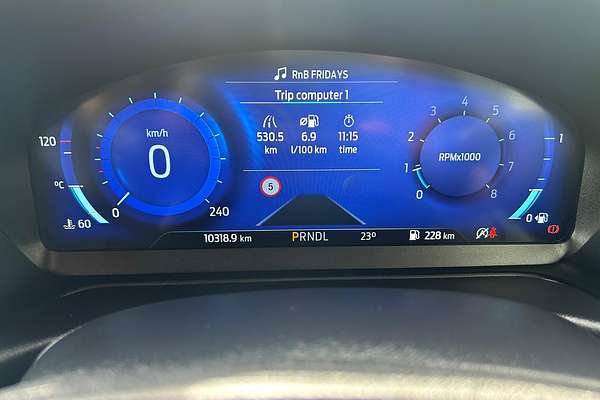 RnB FRIDAYS
Trip computer 1
530.5 6.9 11:15
km l/100 km time
km/h
0
0 240
120
°C
60
5
4
3 5
2 6
1 7
0 8
RPMx1000
1
0
10318.9 km PRNDL 23° 228 km